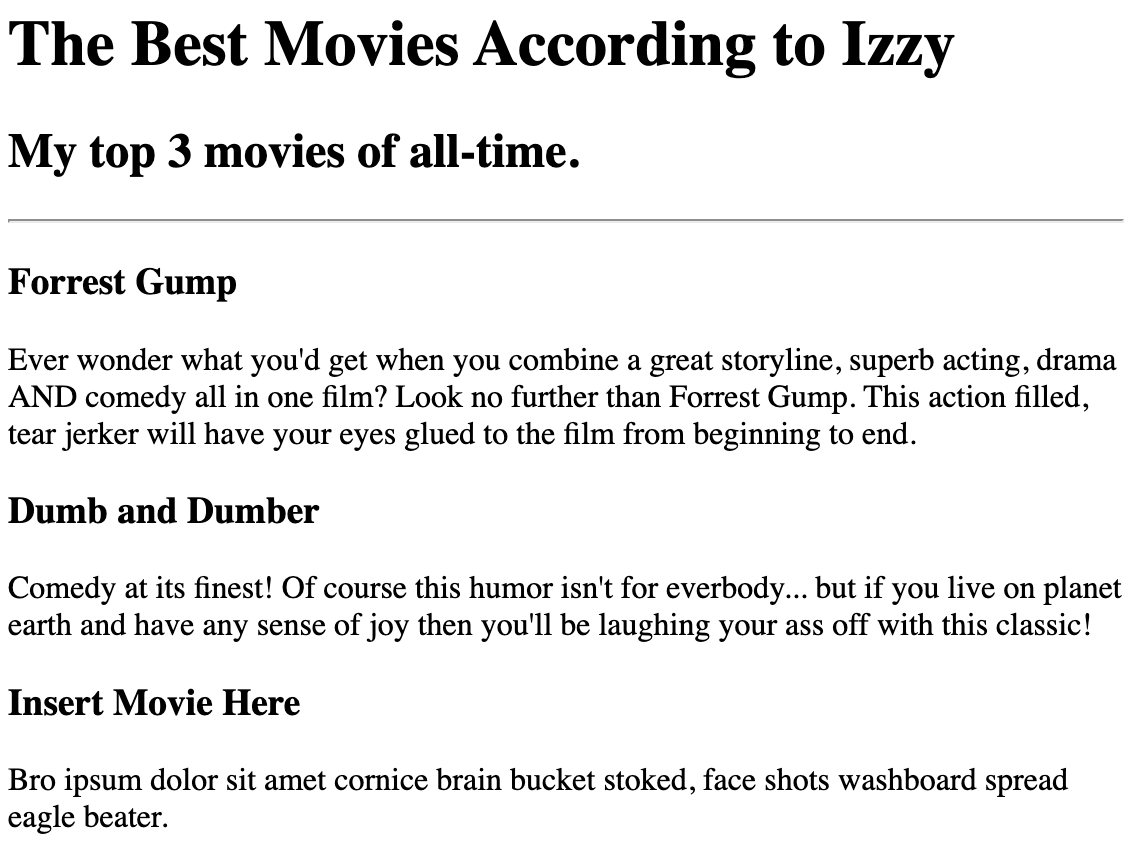 The Best Movies According to Izzy
My top 3 movies of all-time.
Forrest Gump
Ever wonder what you'd get when you combine a great storyline, superb acting, drama
AND comedy all in one film? Look no further than Forrest Gump. This action filled,
tear jerker will have your eyes glued to the film from beginning to end.
Dumb and Dumber
Comedy at its finest! Of course this humor isn't for everbody... but if you live on planet
earth and have any sense of joy then you'll be laughing your ass off with this classic!
Insert Movie Here
Bro ipsum dolor sit amet cornice brain bucket stoked, face shots washboard spread
eagle beater.